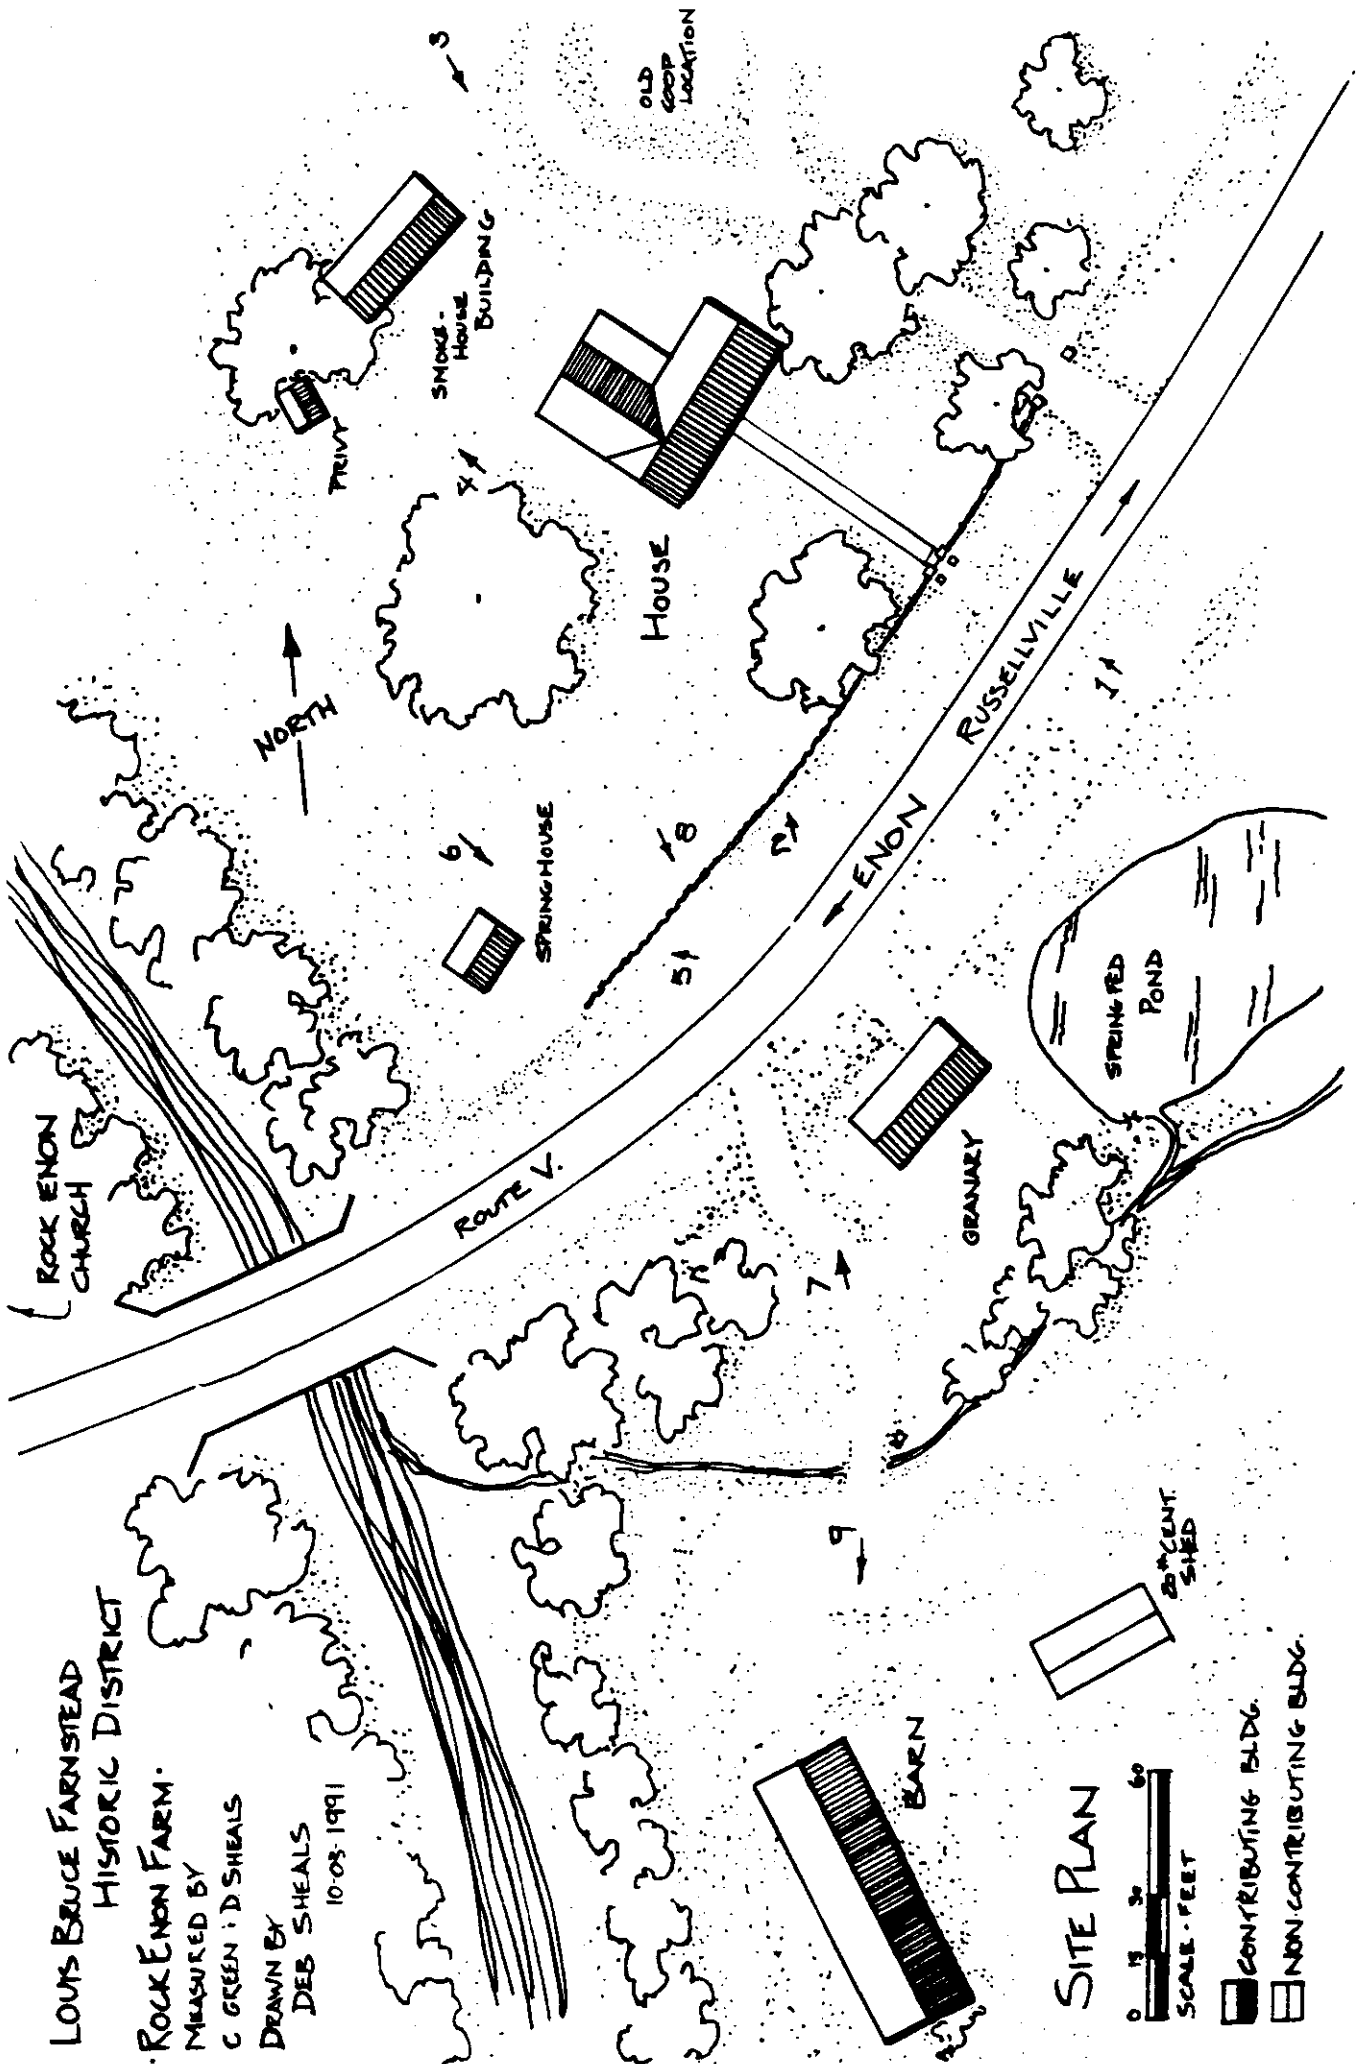 LOUIS BRUCE FARMSTEAD
HISTORIC DISTRICT
·ROCK ENON FARM·
MEASURED BY
C GREEN · D SHEALS
DRAWN BY
DEB SHEALS
10-03-1991
ROCK ENON
CHURCH
NORTH
PRIVY
SMOKE-
HOUSE
BUILDING
OLD
COOP
LOCATION
3
4
HOUSE
6
SPRINGHOUSE
8
5
2
ROUTE V.
ENON
RUSSELLVILLE
1
7
GRANARY
SPRING FED
POND
9
BARN
20th CENT.
SHED
SITE PLAN
0 15 30 60
SCALE · FEET
CONTRIBUTING BLDG.
NON-CONTRIBUTING BLDG.